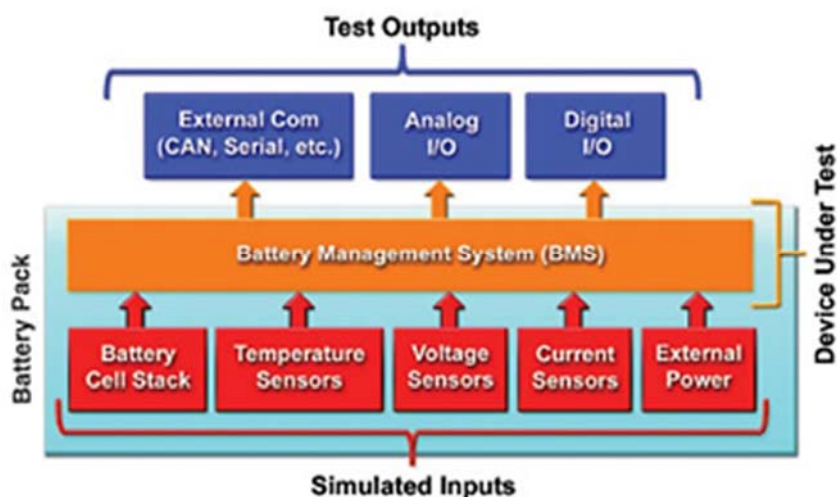 Test Outputs
External Com
(CAN, Serial, etc.)
Analog
I/O
Digital
I/O
Battery Management System (BMS)
Device Under Test
Battery Pack
Battery
Cell Stack
Temperature
Sensors
Voltage
Sensors
Current
Sensors
External
Power
Simulated Inputs